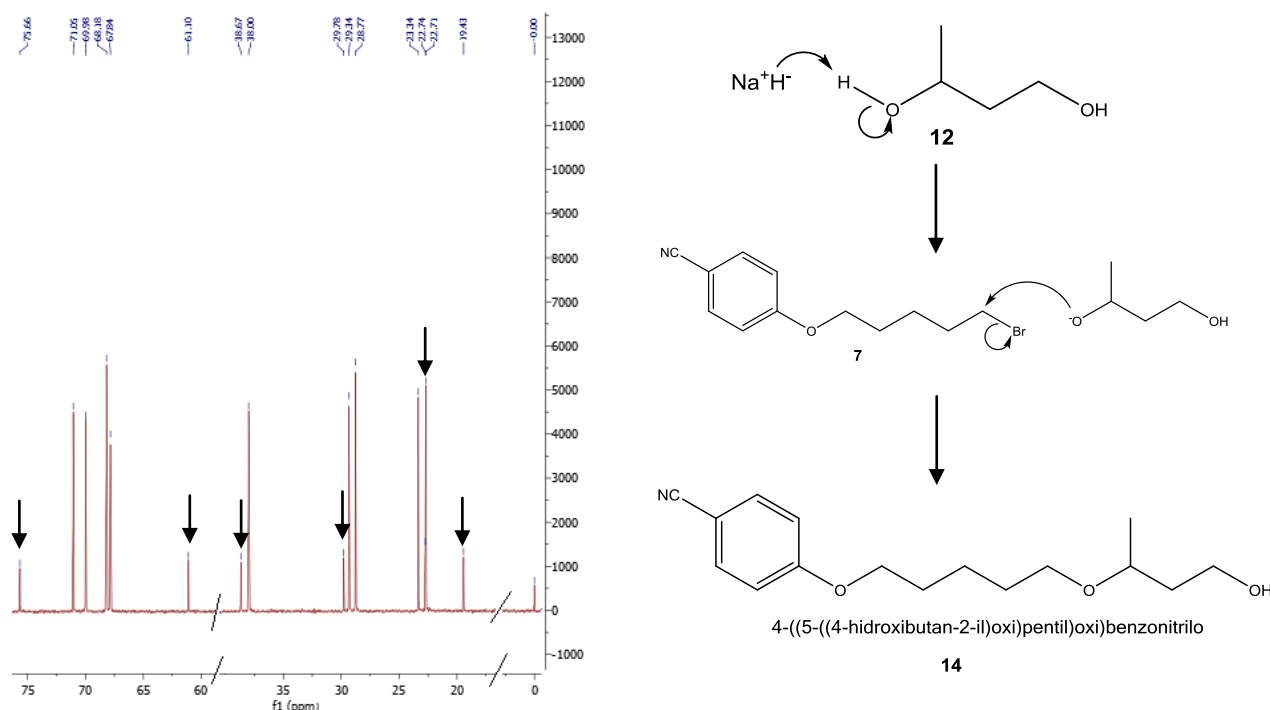 75.66 71.05 69.98 68.18 67.84 61.10 38.67 38.00 29.78 29.34 28.77 23.34 22.74 22.71 19.43 -0.00
13000
12000
11000
10000
9000
8000
7000
6000
5000
4000
3000
2000
1000
0
-1000
75 70 65 60 35 30 25 20 0
f1 (ppm)
Na+H-
H
O
OH
12
NC
O
Br
7
-O
OH
NC
O
O
OH
4-((5-((4-hidroxibutan-2-il)oxi)pentil)oxi)benzonitrilo
14